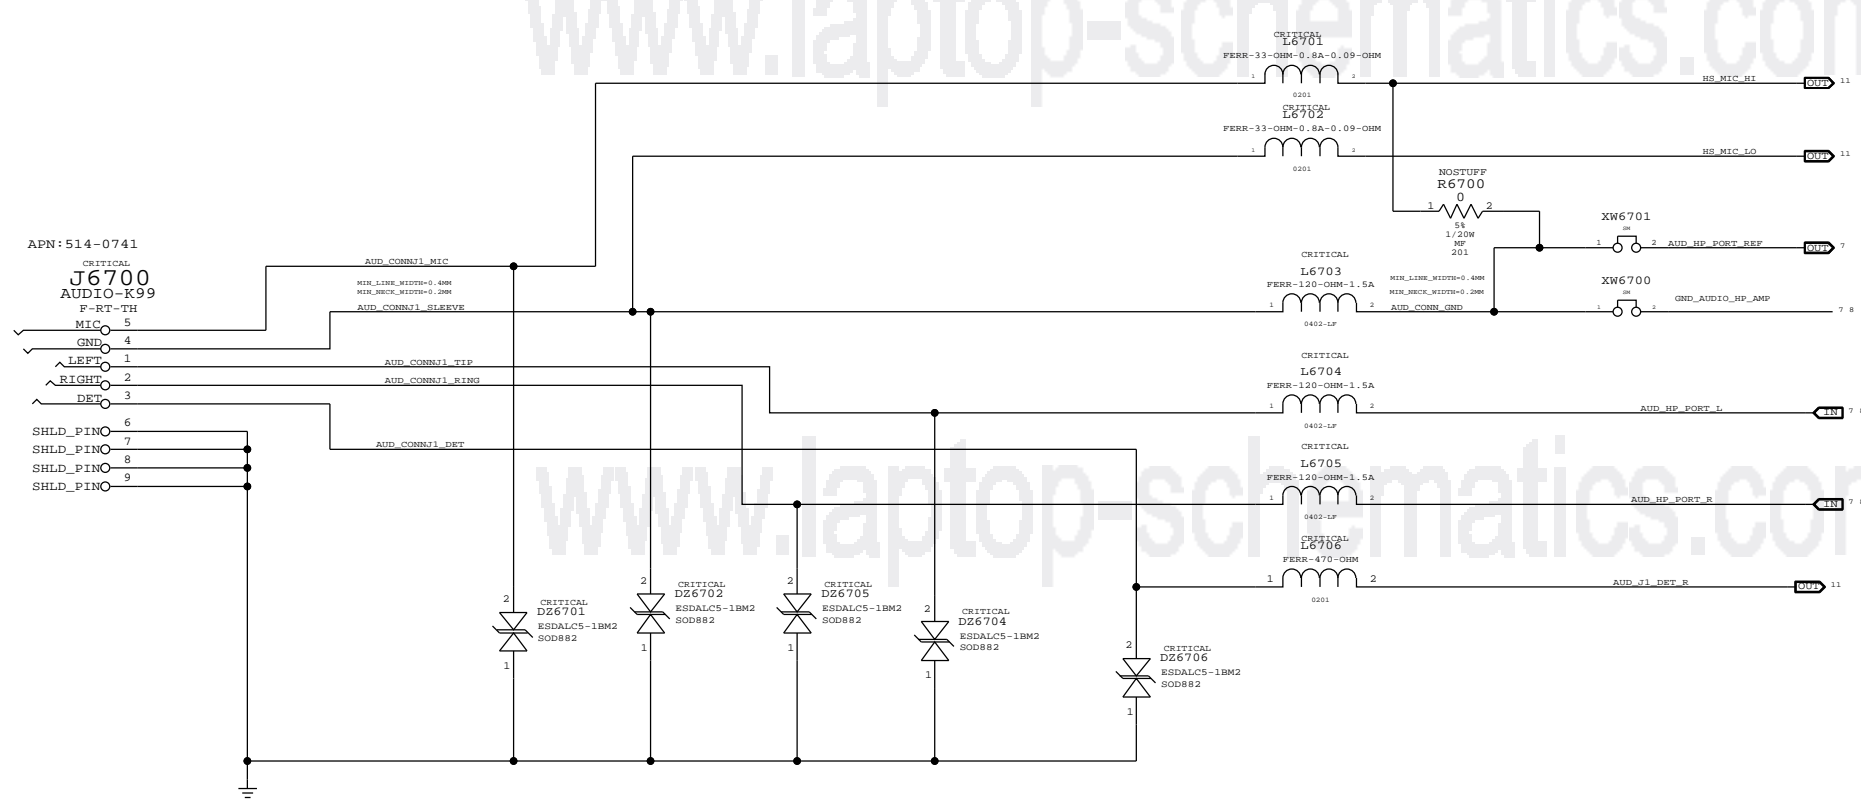 www.laptop-schematics.com
CRITICAL
L6701
FERR-33-OHM-0.8A-0.09-OHM
1 2
0201
HS_MIC_HI
OUT 11
CRITICAL
L6702
FERR-33-OHM-0.8A-0.09-OHM
1 2
0201
HS_MIC_LO
OUT 11
NOSTUFF
R6700
0
1 2
5%
1/20W
MF
201
XW6701
SM
1 2
AUD_HP_PORT_REF
OUT 7
APN:514-0741
CRITICAL
J6700
AUDIO-K99
F-RT-TH
MIC 5
GND 4
LEFT 1
RIGHT 2
DET 3
SHLD_PIN 6
SHLD_PIN 7
SHLD_PIN 8
SHLD_PIN 9
AUD_CONNJ1_MIC
MIN_LINE_WIDTH=0.4MM
MIN_NECK_WIDTH=0.2MM
AUD_CONNJ1_SLEEVE
AUD_CONNJ1_TIP
AUD_CONNJ1_RING
AUD_CONNJ1_DET
CRITICAL
L6703
FERR-120-OHM-1.5A
1 2
0402-LF
MIN_LINE_WIDTH=0.4MM
MIN_NECK_WIDTH=0.2MM
AUD_CONN_GND
XW6700
SM
1 2
GND_AUDIO_HP_AMP
7 8
CRITICAL
L6704
FERR-120-OHM-1.5A
1 2
0402-LF
AUD_HP_PORT_L
IN 7
www.laptop-schematics.com
CRITICAL
L6705
FERR-120-OHM-1.5A
1 2
0402-LF
AUD_HP_PORT_R
IN 7
CRITICAL
L6706
FERR-470-OHM
1 2
0201
AUD_J1_DET_R
OUT 11
2
CRITICAL
DZ6701
ESDALC5-1BM2
SOD882
1
2
CRITICAL
DZ6702
ESDALC5-1BM2
SOD882
1
2
CRITICAL
DZ6705
ESDALC5-1BM2
SOD882
1
2
CRITICAL
DZ6704
ESDALC5-1BM2
SOD882
1
2
CRITICAL
DZ6706
ESDALC5-1BM2
SOD882
1